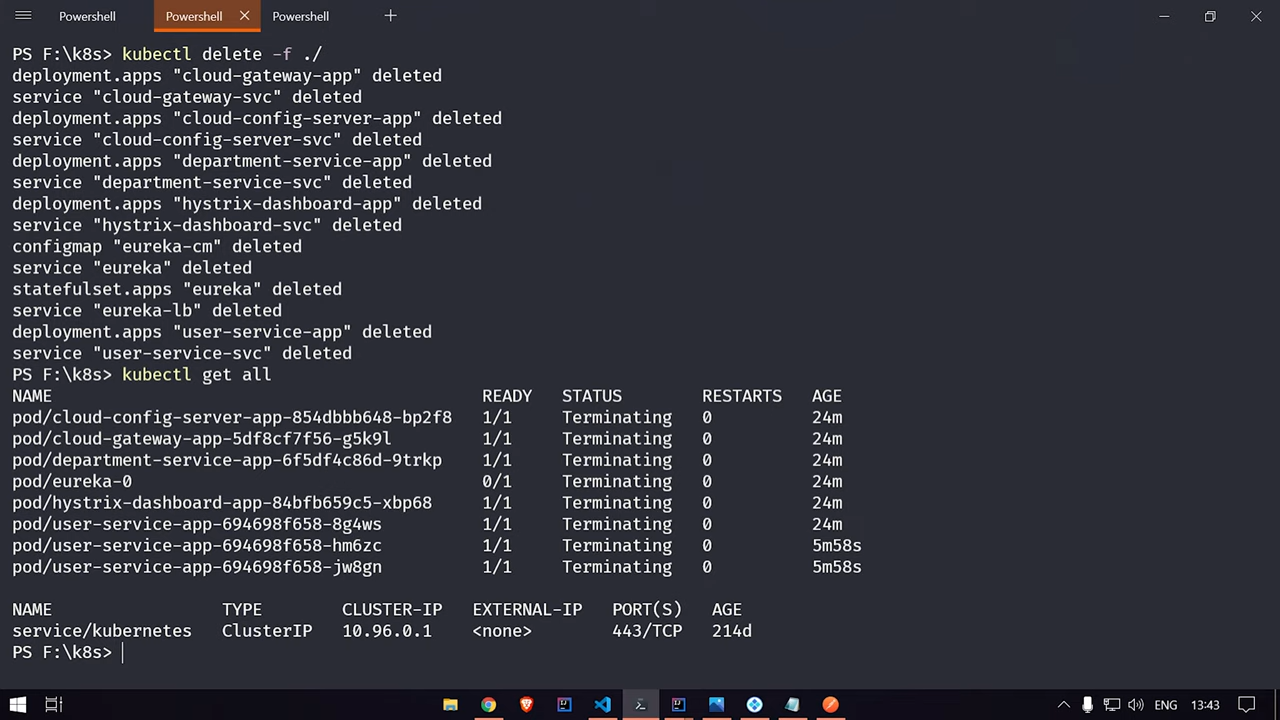 Powershell Powershell Powershell
PS F:\k8s> kubectl delete -f ./
deployment.apps "cloud-gateway-app" deleted
service "cloud-gateway-svc" deleted
deployment.apps "cloud-config-server-app" deleted
service "cloud-config-server-svc" deleted
deployment.apps "department-service-app" deleted
service "department-service-svc" deleted
deployment.apps "hystrix-dashboard-app" deleted
service "hystrix-dashboard-svc" deleted
configmap "eureka-cm" deleted
service "eureka" deleted
statefulset.apps "eureka" deleted
service "eureka-lb" deleted
deployment.apps "user-service-app" deleted
service "user-service-svc" deleted
PS F:\k8s> kubectl get all
NAME READY STATUS RESTARTS AGE
pod/cloud-config-server-app-854dbbb648-bp2f8 1/1 Terminating 0 24m
pod/cloud-gateway-app-5df8cf7f56-g5k9l 1/1 Terminating 0 24m
pod/department-service-app-6f5df4c86d-9trkp 1/1 Terminating 0 24m
pod/eureka-0 0/1 Terminating 0 24m
pod/hystrix-dashboard-app-84bfb659c5-xbp68 1/1 Terminating 0 24m
pod/user-service-app-694698f658-8g4ws 1/1 Terminating 0 24m
pod/user-service-app-694698f658-hm6zc 1/1 Terminating 0 5m58s
pod/user-service-app-694698f658-jw8gn 1/1 Terminating 0 5m58s
NAME TYPE CLUSTER-IP EXTERNAL-IP PORT(S) AGE
service/kubernetes ClusterIP 10.96.0.1 <none> 443/TCP 214d
PS F:\k8s>
ENG 13:43